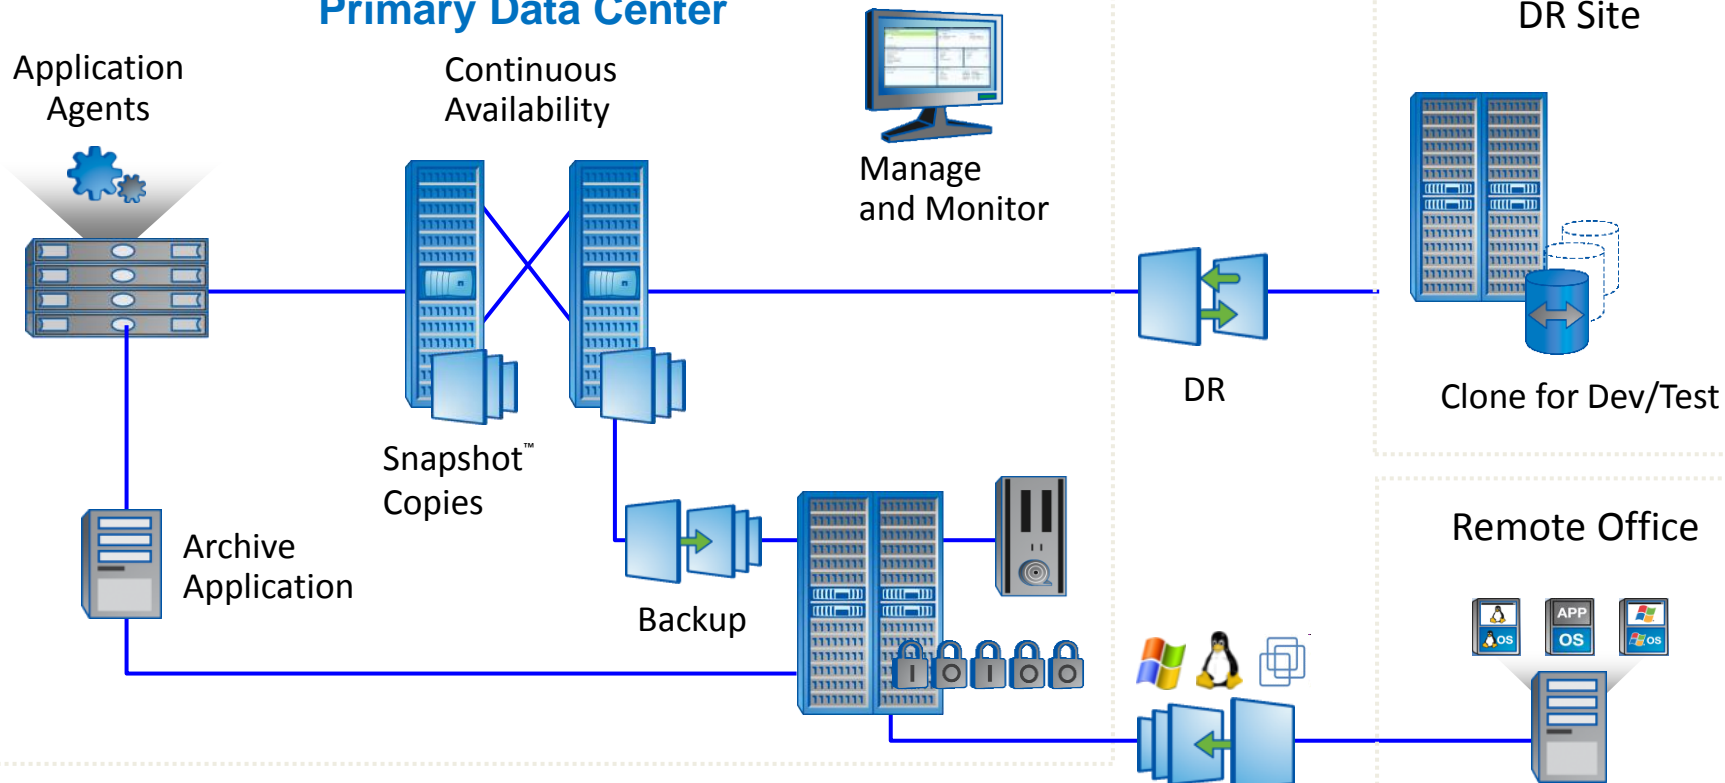 Primary Data Center
DR Site
Application
Agents
Continuous
Availability
Manage
and Monitor
DR
Clone for Dev/Test
Snapshot™
Copies
Archive
Application
Backup
Remote Office
APP
OS
OS
OS
I O I O O